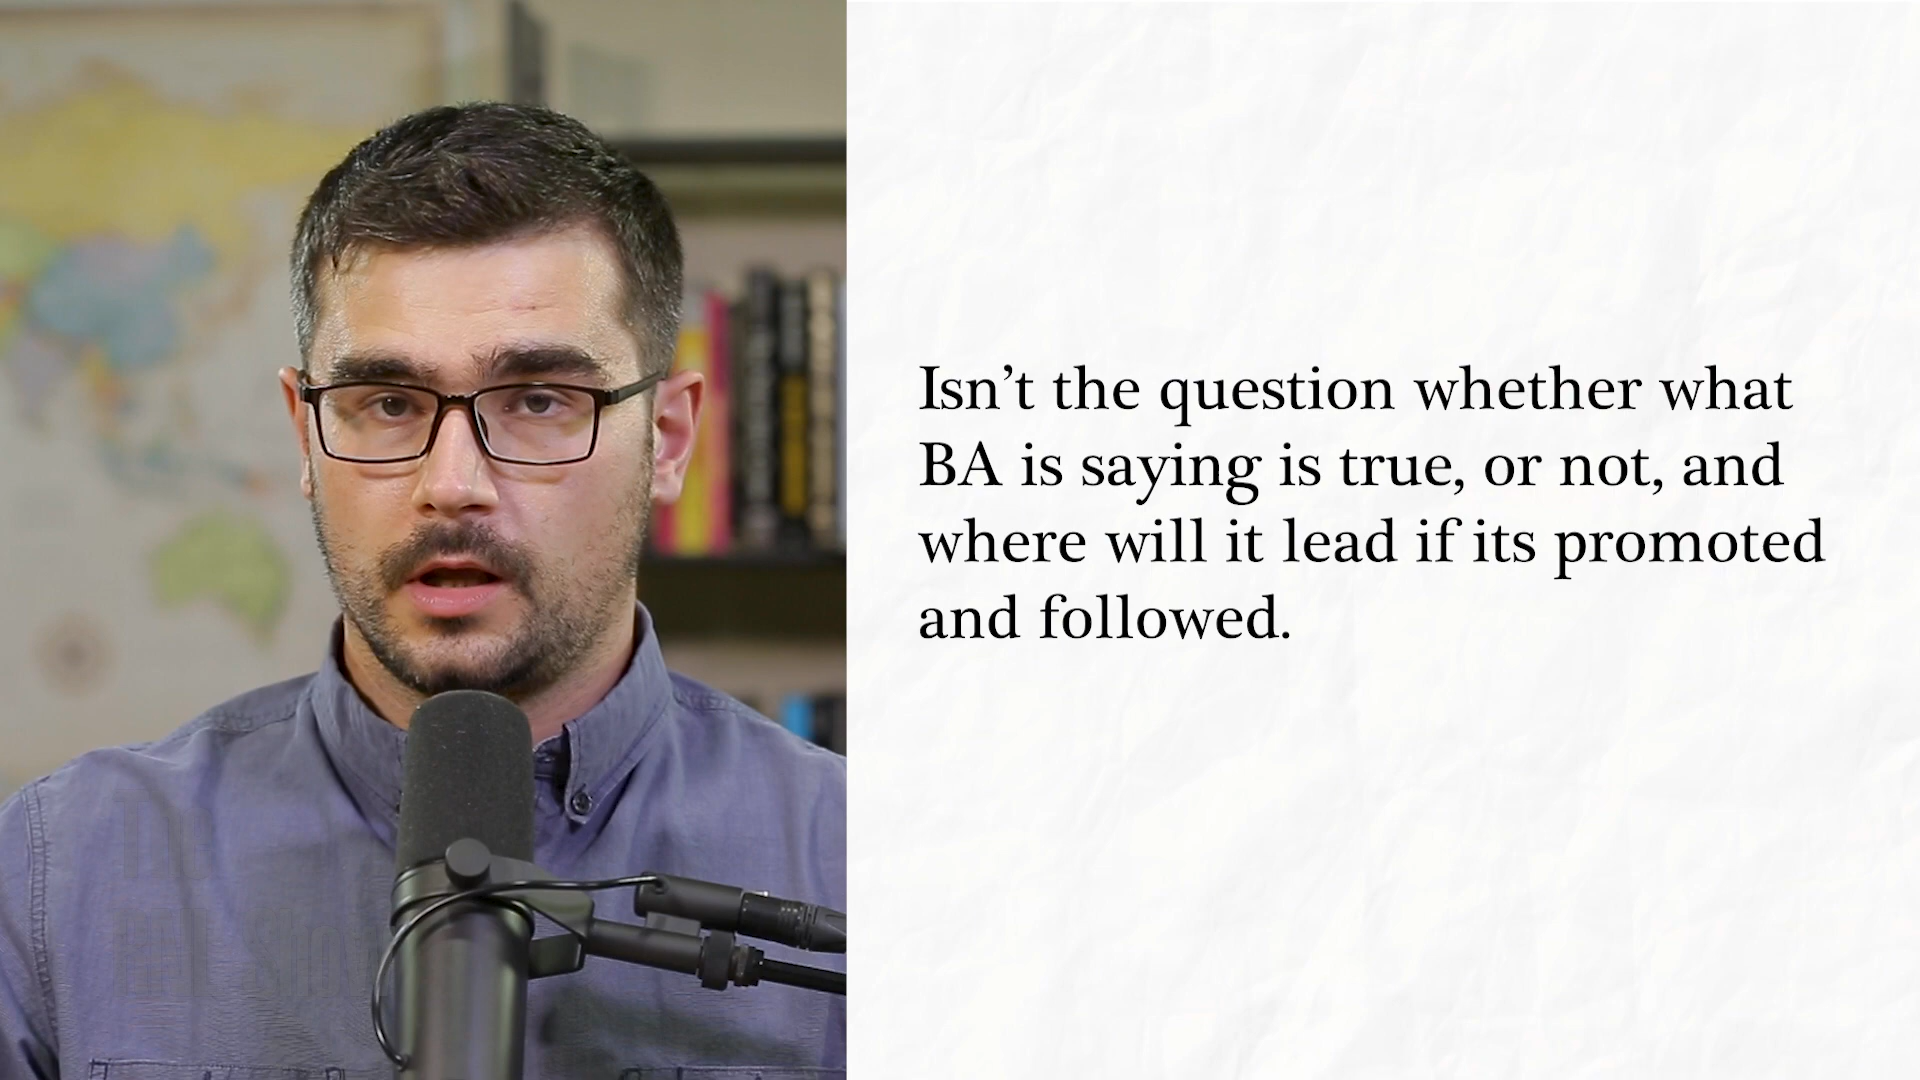 Isn't the question whether what
BA is saying is true, or not, and
where will it lead if its promoted
and followed.